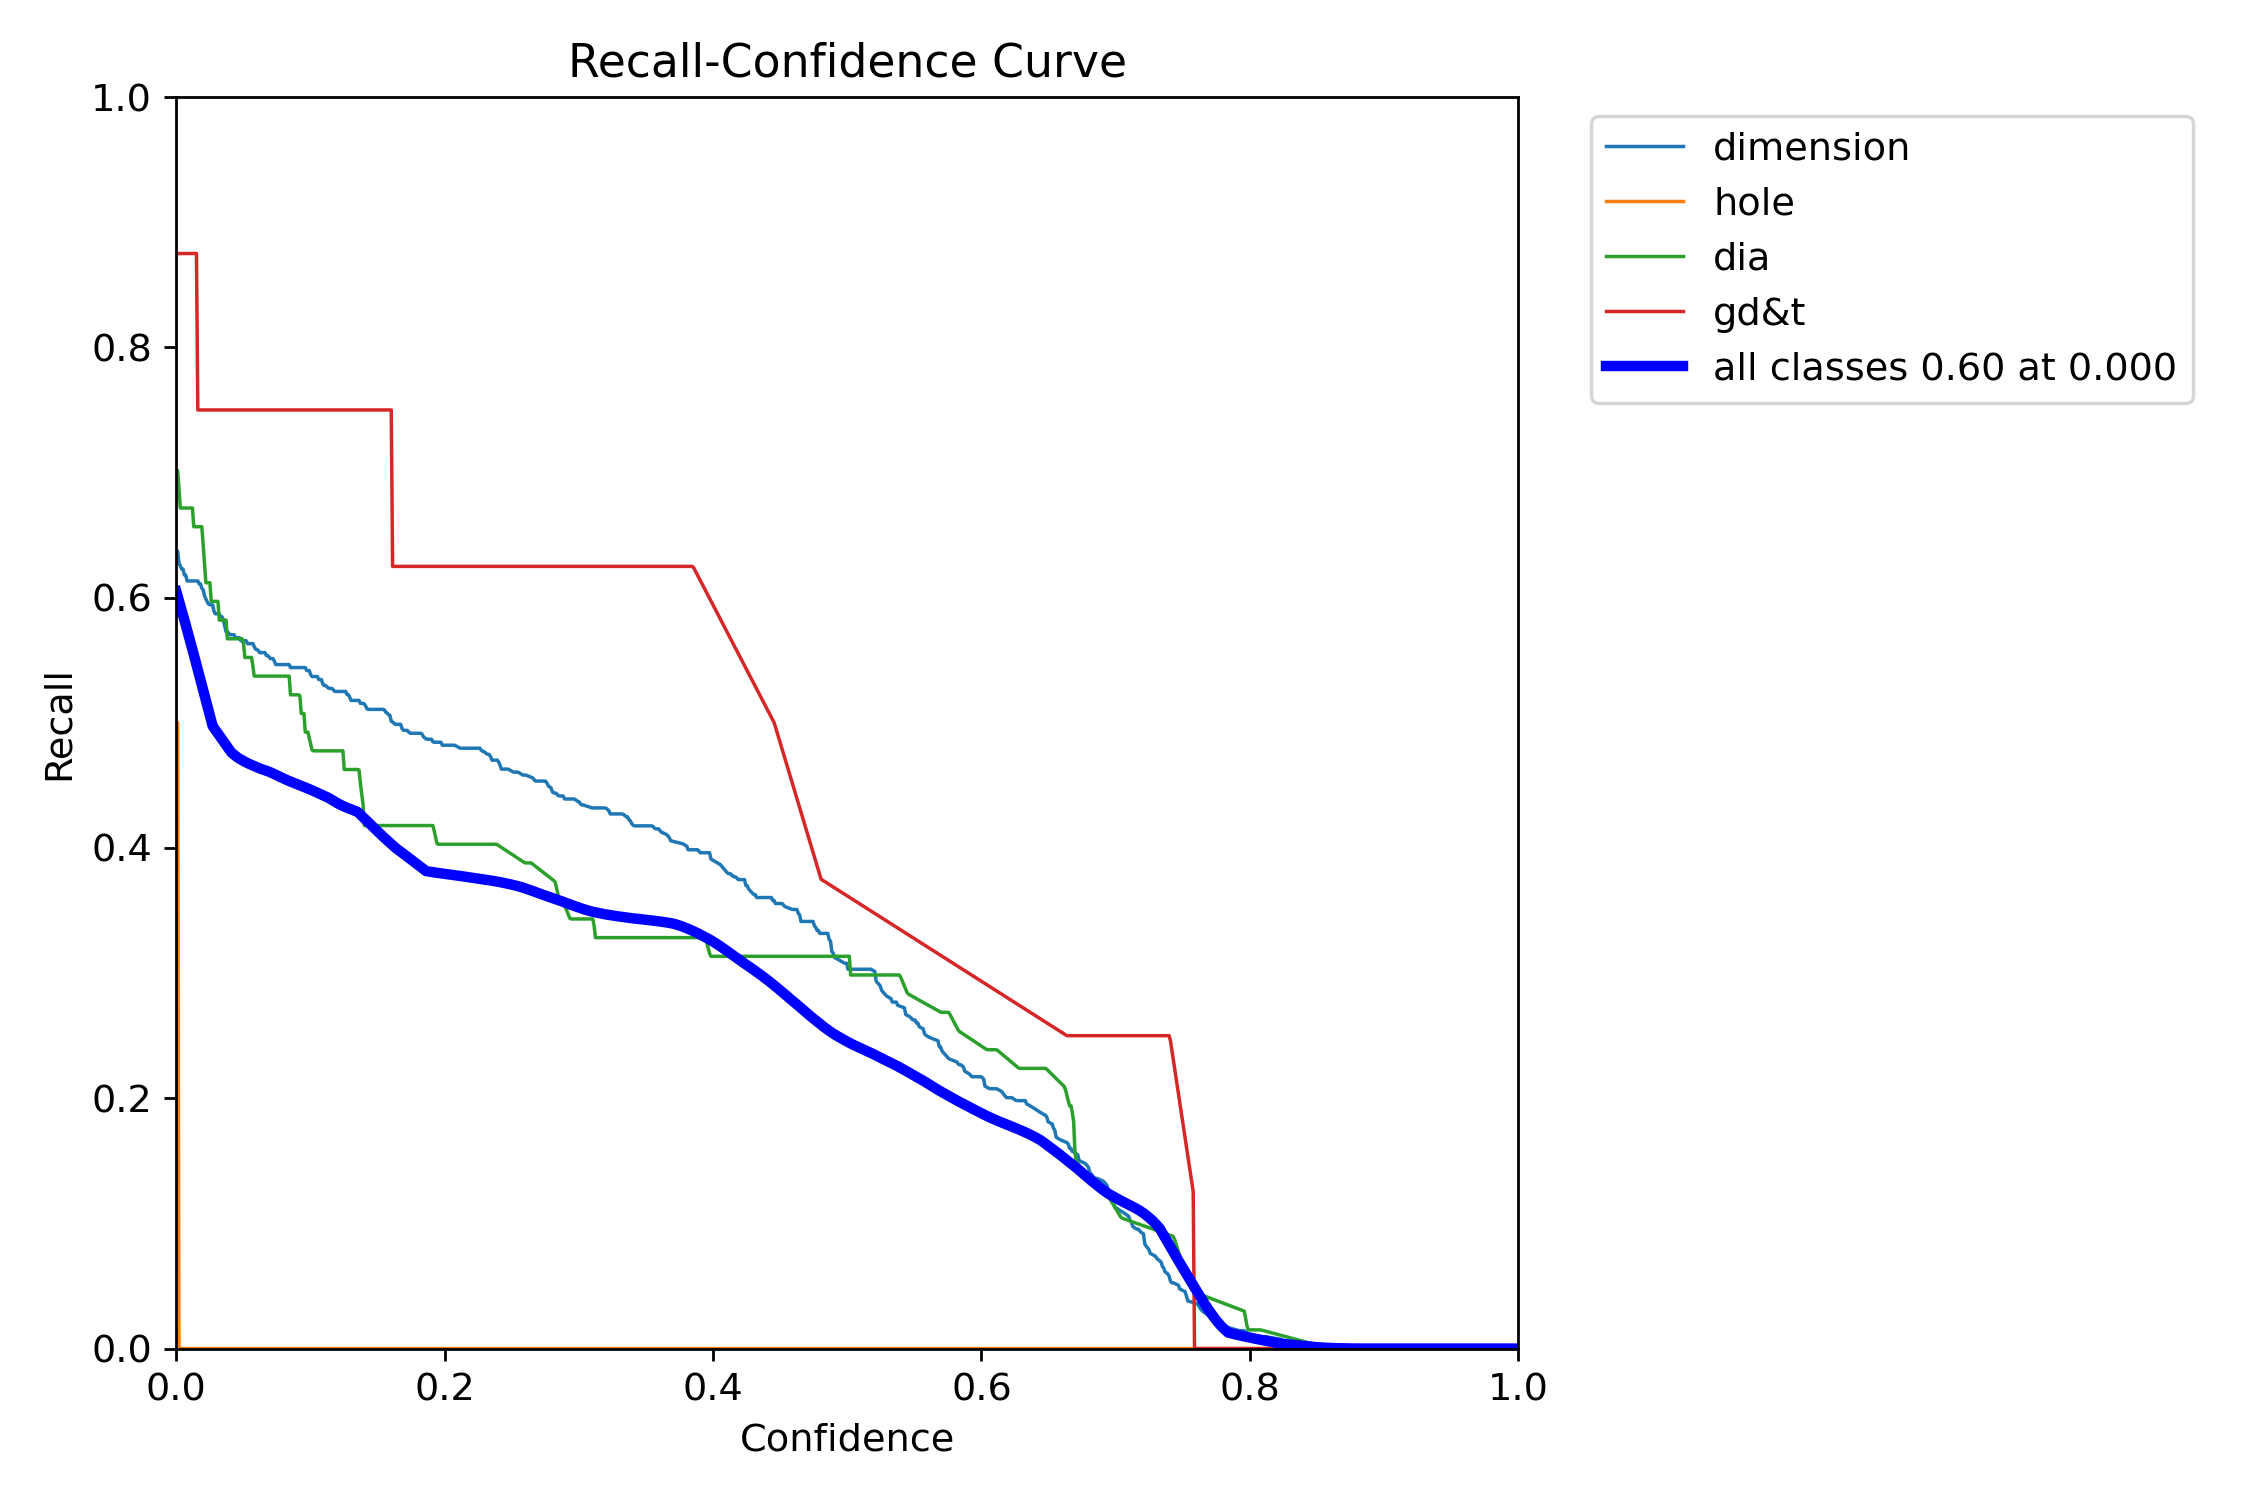 Recall-Confidence Curve
1.0
0.8
0.6
0.4
0.2
0.0
Recall
0.0 0.2 0.4 0.6 0.8 1.0
Confidence
dimension
hole
dia
gd&t
all classes 0.60 at 0.000